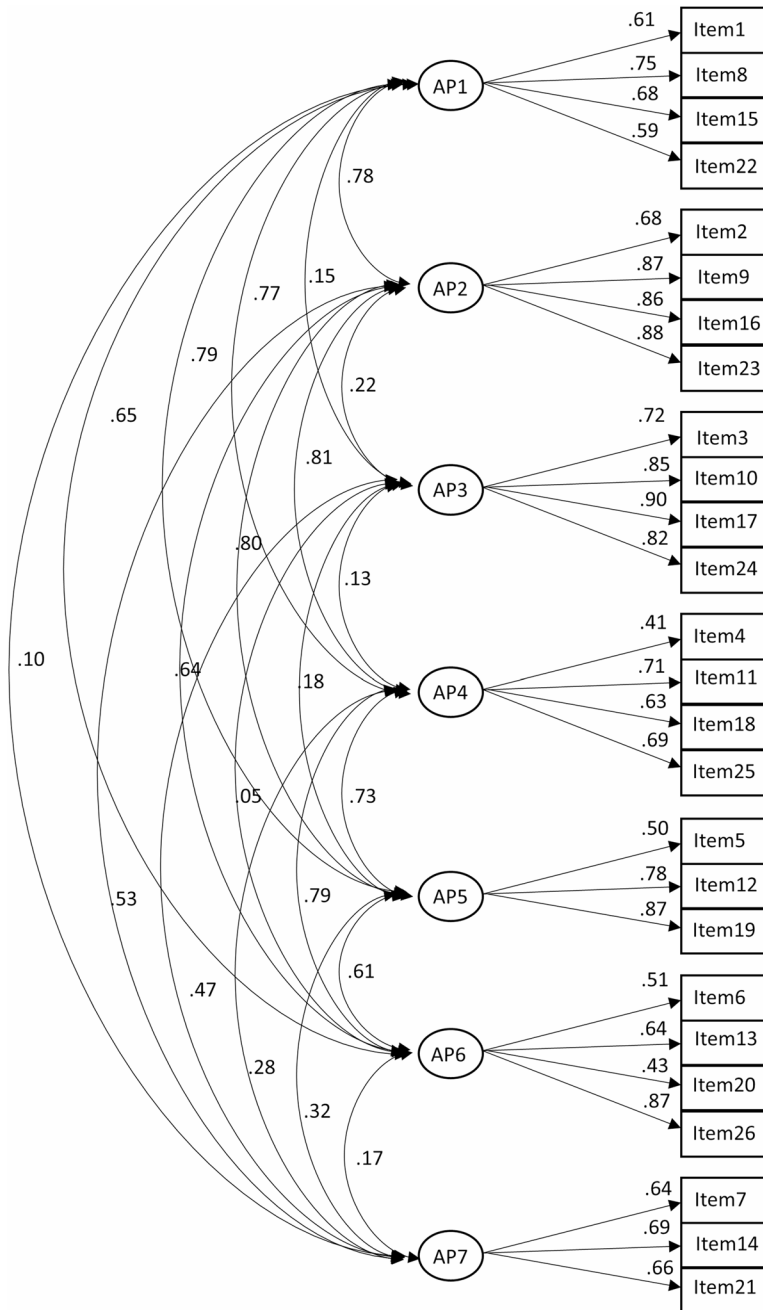 .61
Item1
AP1
.75
Item8
.68
Item15
.59
Item22
.78
.68
Item2
.87
Item9
.15
AP2
.77
.86
Item16
.88
Item23
.79
.22
.65
.72
Item3
.81
.85
Item10
AP3
.90
Item17
.80
.82
Item24
.13
.41
Item4
.10
.64
.18
.71
Item11
AP4
.63
Item18
.69
Item25
.05
.73
.50
Item5
.78
Item12
.53
.79
AP5
.87
Item19
.61
.47
.51
Item6
.64
Item13
AP6
.28
.43
Item20
.32
.87
Item26
.17
.64
Item7
.69
Item14
AP7
.66
Item21